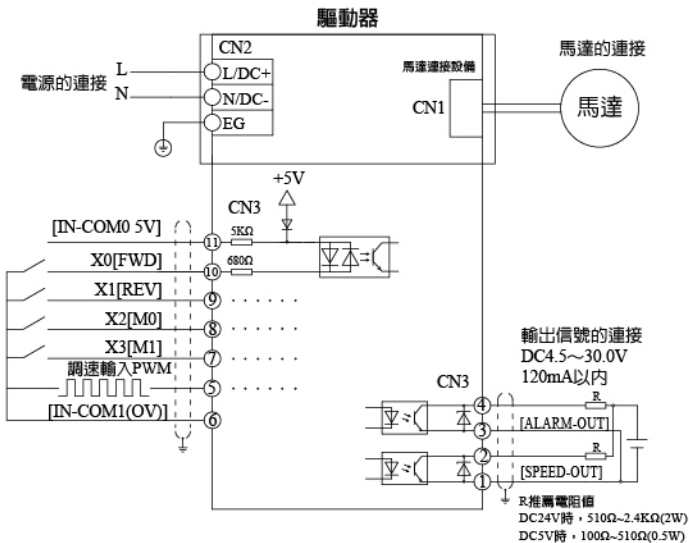 驅動器
CN2
L
電源的連接
N
L/DC+
N/DC-
EG
馬達連接設備
CN1
馬達的連接
馬達
+5V
CN3
[IN-COM0 5V]
11
5KΩ
X0[FWD]
10
680Ω
X1[REV]
9
X2[M0]
8
X3[M1]
7
調速輸入PWM
5
[IN-COM1(OV)]
6
輸出信號的連接
DC4.5～30.0V
120mA以内
CN3
4
R
3
[ALARM-OUT]
2
R
1
[SPEED-OUT]
R推薦電阻值
DC24V時，510Ω~2.4KΩ(2W)
DC5V時，100Ω~510Ω(0.5W)